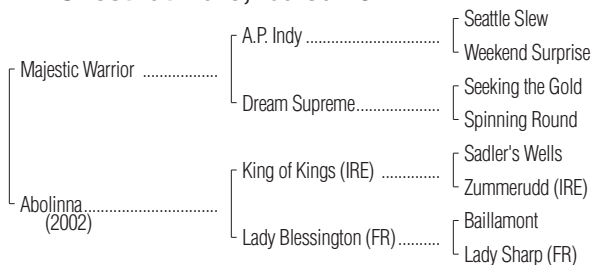 Seattle Slew
A.P. Indy ..................................
Weekend Surprise
Majestic Warrior ...................
Seeking the Gold
Dream Supreme.....................
Spinning Round
Sadler's Wells
King of Kings (IRE) ...............
Zummerudd (IRE)
Abolinna..................................
(2002)
Baillamont
Lady Blessington (FR)..........
Lady Sharp (FR)